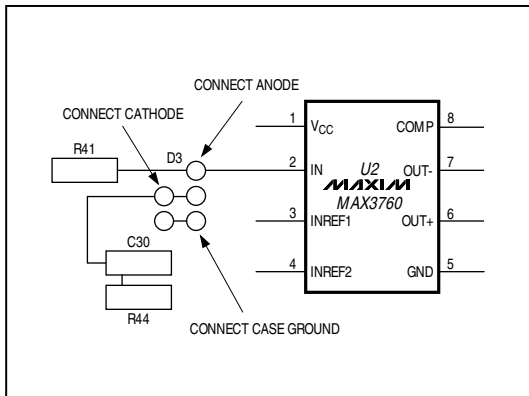 CONNECT ANODE
CONNECT CATHODE
R41
D3
C30
R44
CONNECT CASE GROUND
1
VCC
COMP
8
2
IN
U2
OUT-
7
MAXIM
MAX3760
3
INREF1
OUT+
6
4
INREF2
GND
5